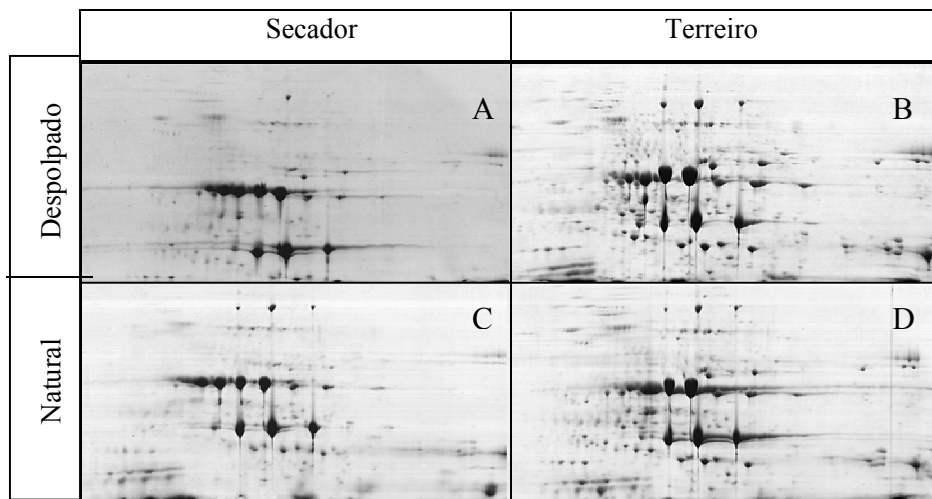 Secador
Terreiro
Despolpado
A
B
Natural
C
D